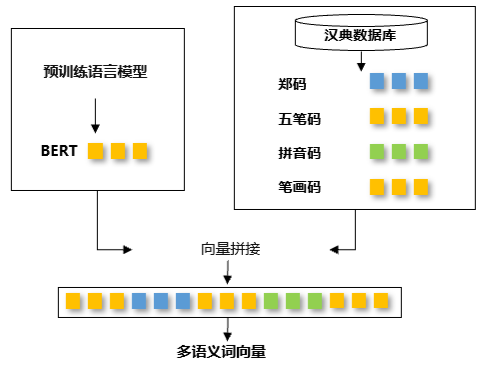 预训练语言模型
BERT
汉典数据库
郑码
五笔码
拼音码
笔画码
向量拼接
多语义词向量